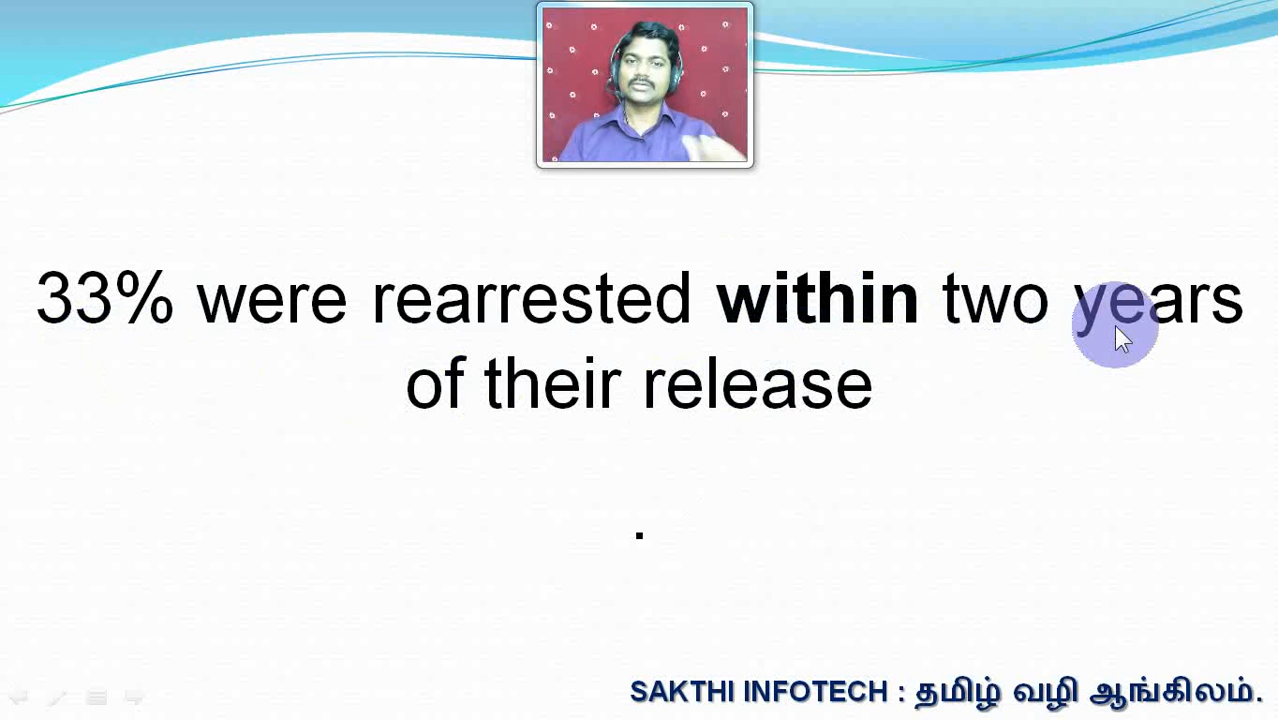 33% were rearrested within two years
of their release
.
SAKTHI INFOTECH : தமிழ் வழி ஆங்கிலம்.